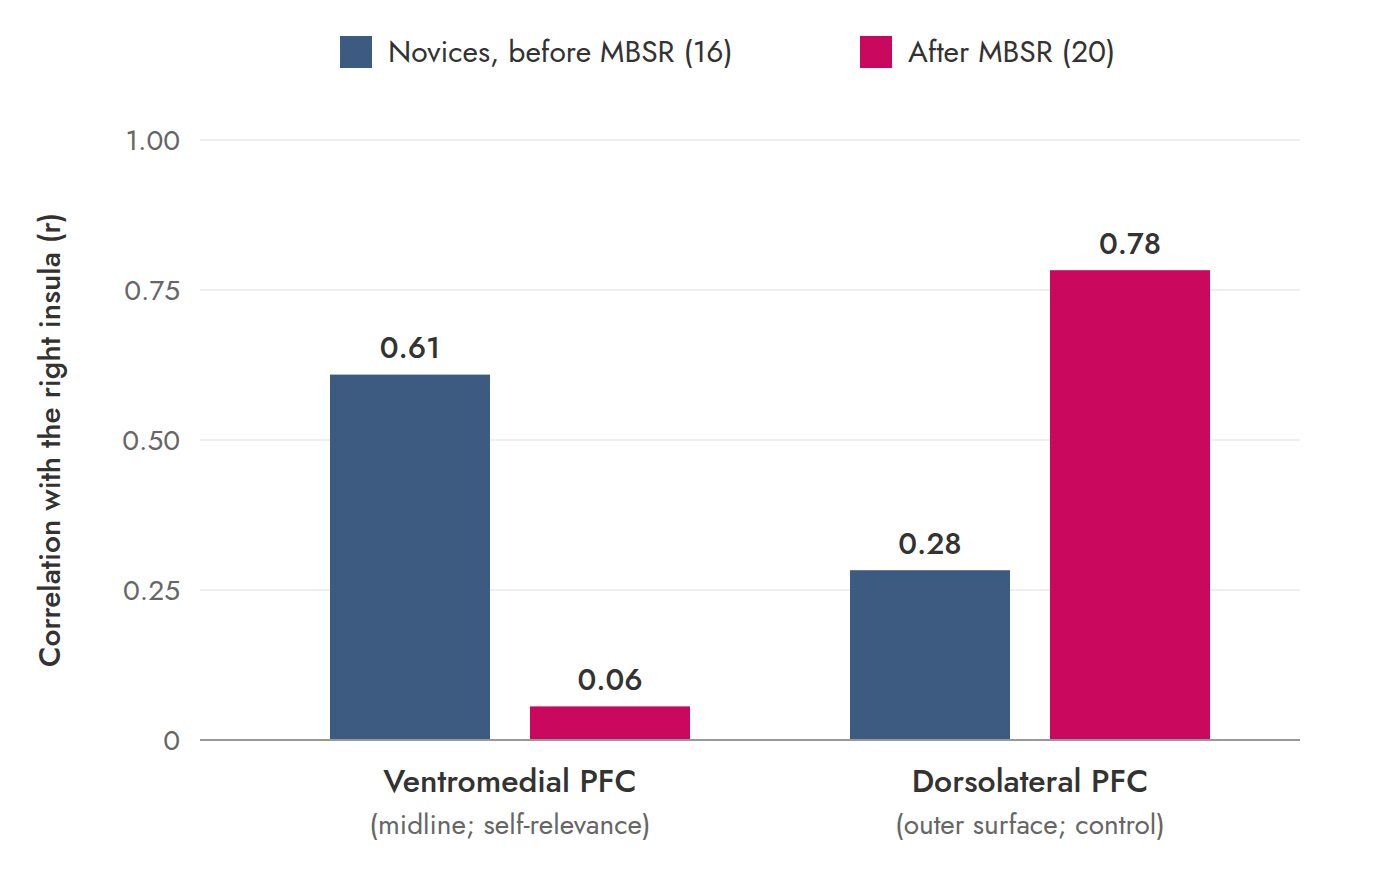 Novices, before MBSR (16)
After MBSR (20)
Correlation with the right insula (r)
1.00
0.75
0.50
0.25
0
0.61
0.06
0.28
0.78
Ventromedial PFC
(midline; self-relevance)
Dorsolateral PFC
(outer surface; control)